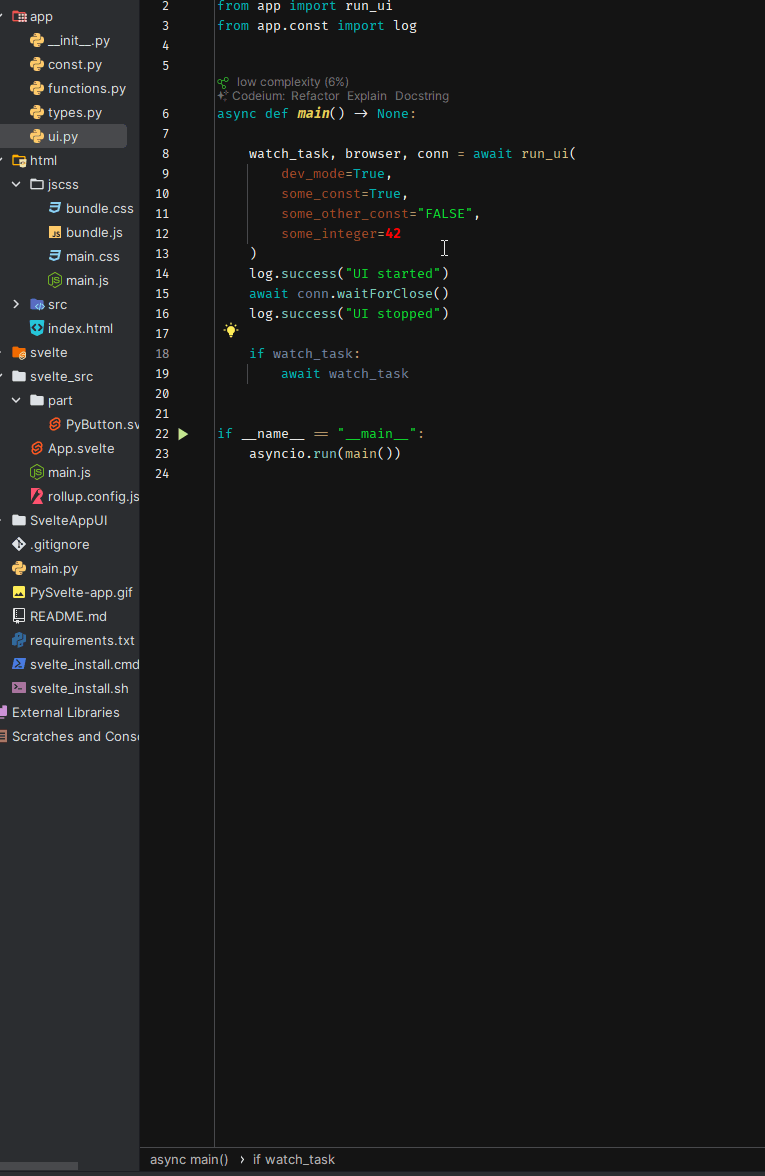 app
__init__.py
const.py
functions.py
types.py
ui.py
html
jscss
bundle.css
bundle.js
main.css
main.js
src
index.html
svelte
svelte_src
part
PyButton.sv
App.svelte
main.js
rollup.config.js
SvelteAppUI
.gitignore
main.py
PySvelte-app.gif
README.md
requirements.txt
svelte_install.cmd
svelte_install.sh
External Libraries
Scratches and Conso
2 from app import run_ui
3 from app.const import log
4
5
low complexity (6%)
Codeium: Refactor Explain Docstring
6 async def main() -> None:
7
8 watch_task, browser, conn = await run_ui(
9 dev_mode=True,
10 some_const=True,
11 some_other_const="FALSE",
12 some_integer=42
13 )
14 log.success("UI started")
15 await conn.waitForClose()
16 log.success("UI stopped")
17
18 if watch_task:
19 await watch_task
20
21
22 if __name__ == "__main__":
23 asyncio.run(main())
24
async main() › if watch_task